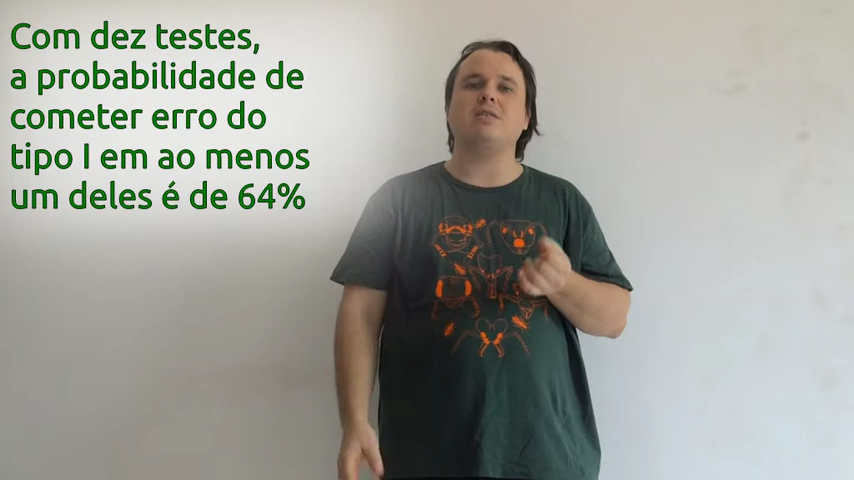 Com dez testes,
a probabilidade de
cometer erro do
tipo I em ao menos
um deles é de 64%